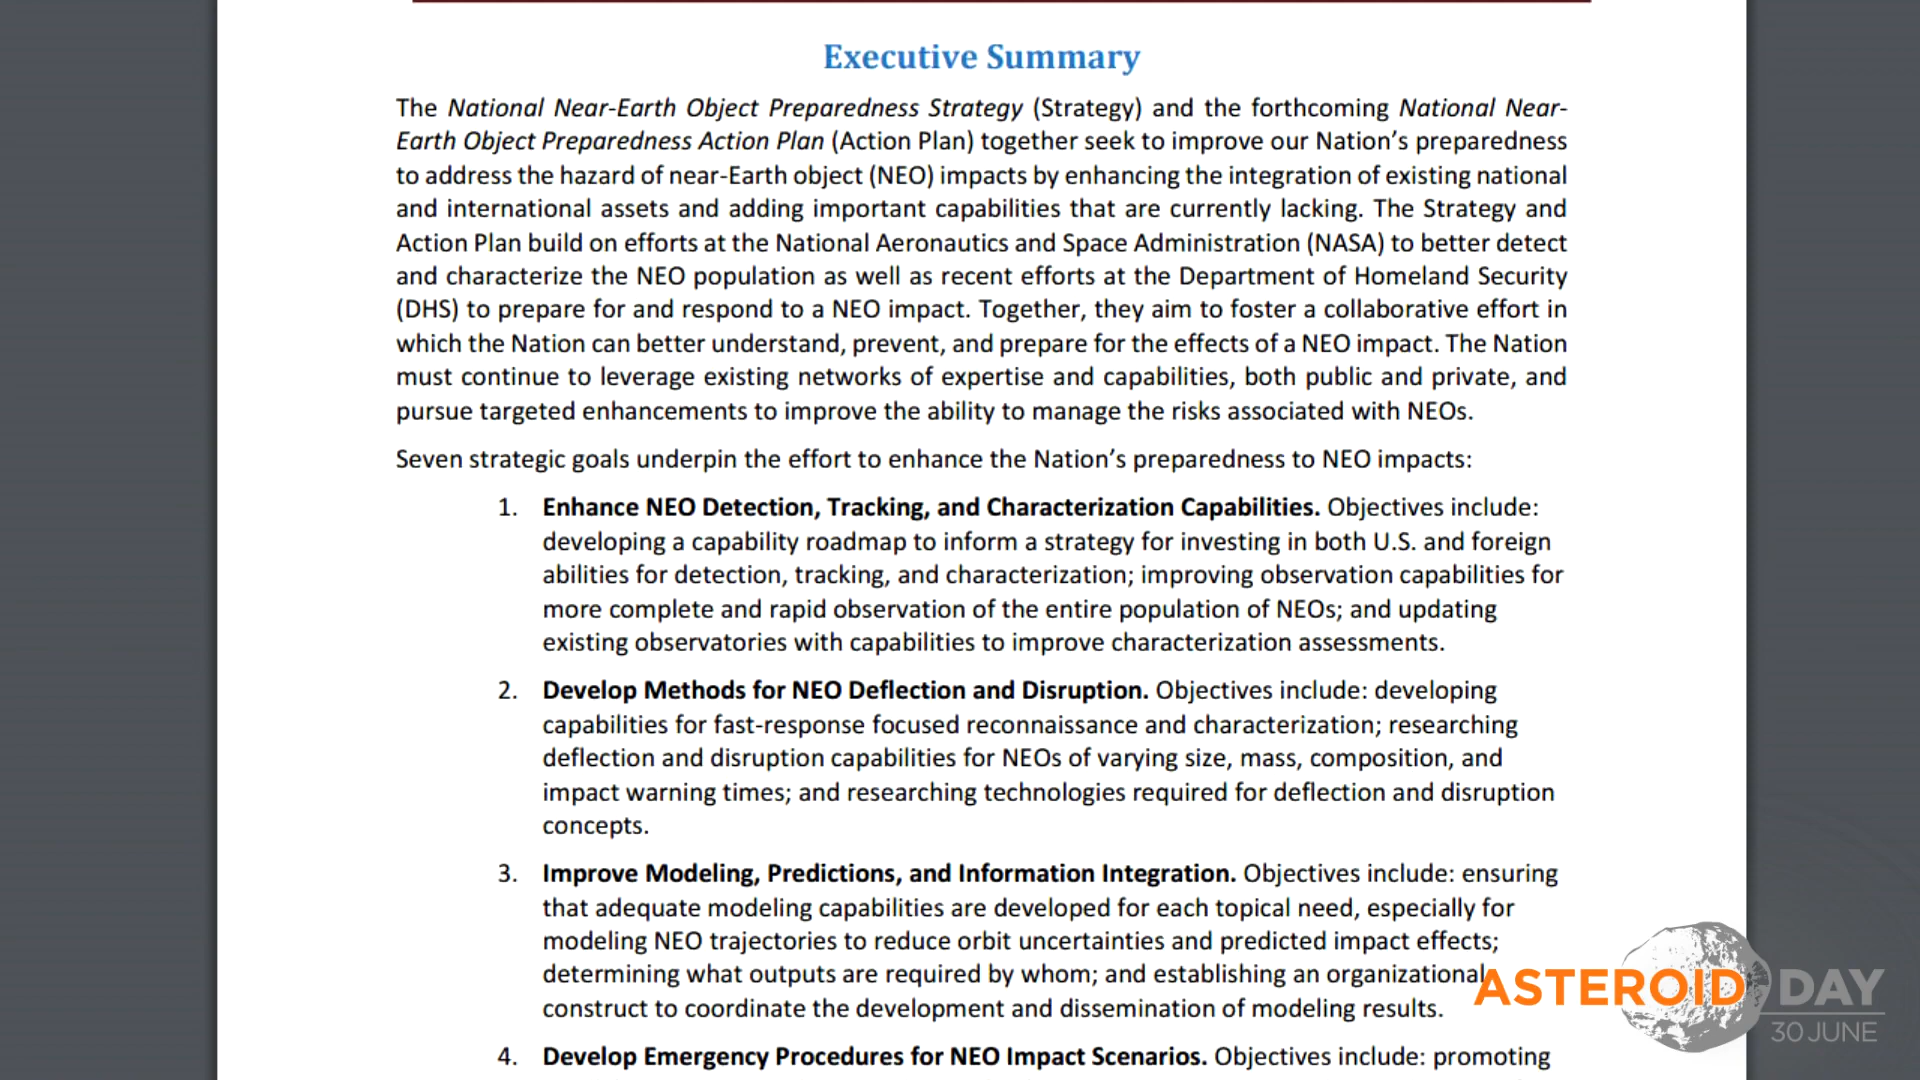 Executive Summary
The National Near-Earth Object Preparedness Strategy (Strategy) and the forthcoming National Near-
Earth Object Preparedness Action Plan (Action Plan) together seek to improve our Nation’s preparedness
to address the hazard of near-Earth object (NEO) impacts by enhancing the integration of existing national
and international assets and adding important capabilities that are currently lacking. The Strategy and
Action Plan build on efforts at the National Aeronautics and Space Administration (NASA) to better detect
and characterize the NEO population as well as recent efforts at the Department of Homeland Security
(DHS) to prepare for and respond to a NEO impact. Together, they aim to foster a collaborative effort in
which the Nation can better understand, prevent, and prepare for the effects of a NEO impact. The Nation
must continue to leverage existing networks of expertise and capabilities, both public and private, and
pursue targeted enhancements to improve the ability to manage the risks associated with NEOs.
Seven strategic goals underpin the effort to enhance the Nation’s preparedness to NEO impacts:
1. Enhance NEO Detection, Tracking, and Characterization Capabilities. Objectives include:
developing a capability roadmap to inform a strategy for investing in both U.S. and foreign
abilities for detection, tracking, and characterization; improving observation capabilities for
more complete and rapid observation of the entire population of NEOs; and updating
existing observatories with capabilities to improve characterization assessments.
2. Develop Methods for NEO Deflection and Disruption. Objectives include: developing
capabilities for fast-response focused reconnaissance and characterization; researching
deflection and disruption capabilities for NEOs of varying size, mass, composition, and
impact warning times; and researching technologies required for deflection and disruption
concepts.
3. Improve Modeling, Predictions, and Information Integration. Objectives include: ensuring
that adequate modeling capabilities are developed for each topical need, especially for
modeling NEO trajectories to reduce orbit uncertainties and predicted impact effects;
determining what outputs are required by whom; and establishing an organizational
construct to coordinate the development and dissemination of modeling results.
4. Develop Emergency Procedures for NEO Impact Scenarios. Objectives include: promoting
ASTEROID DAY
30 JUNE